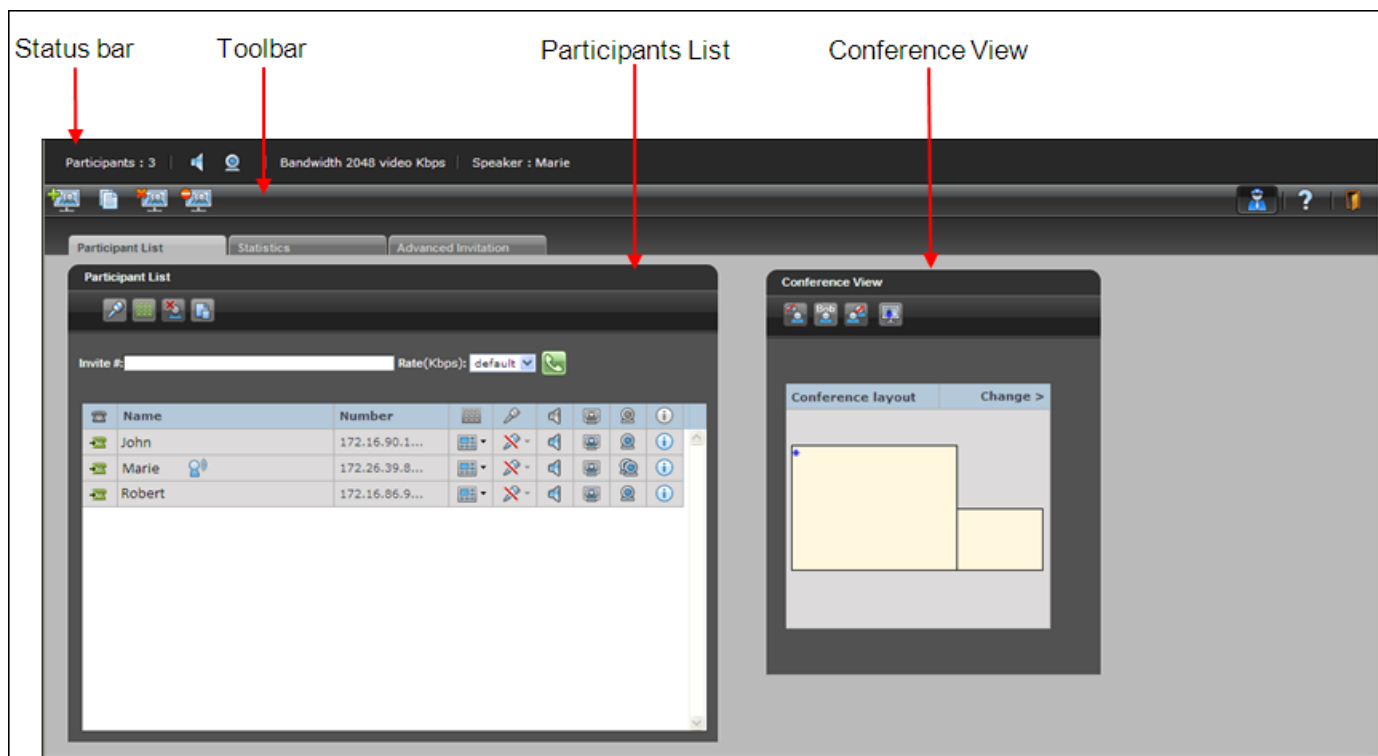 Status bar Toolbar Participants List Conference View
Participants : 3 Bandwidth 2048 video Kbps Speaker : Marie
?
Participant List Statistics Advanced Invitation
Participant List
Conference View
Bob
Invite #: Rate(Kbps): default
Conference layout Change >
Name Number
John 172.16.90.1...
Marie 172.26.39.8...
Robert 172.16.86.9...